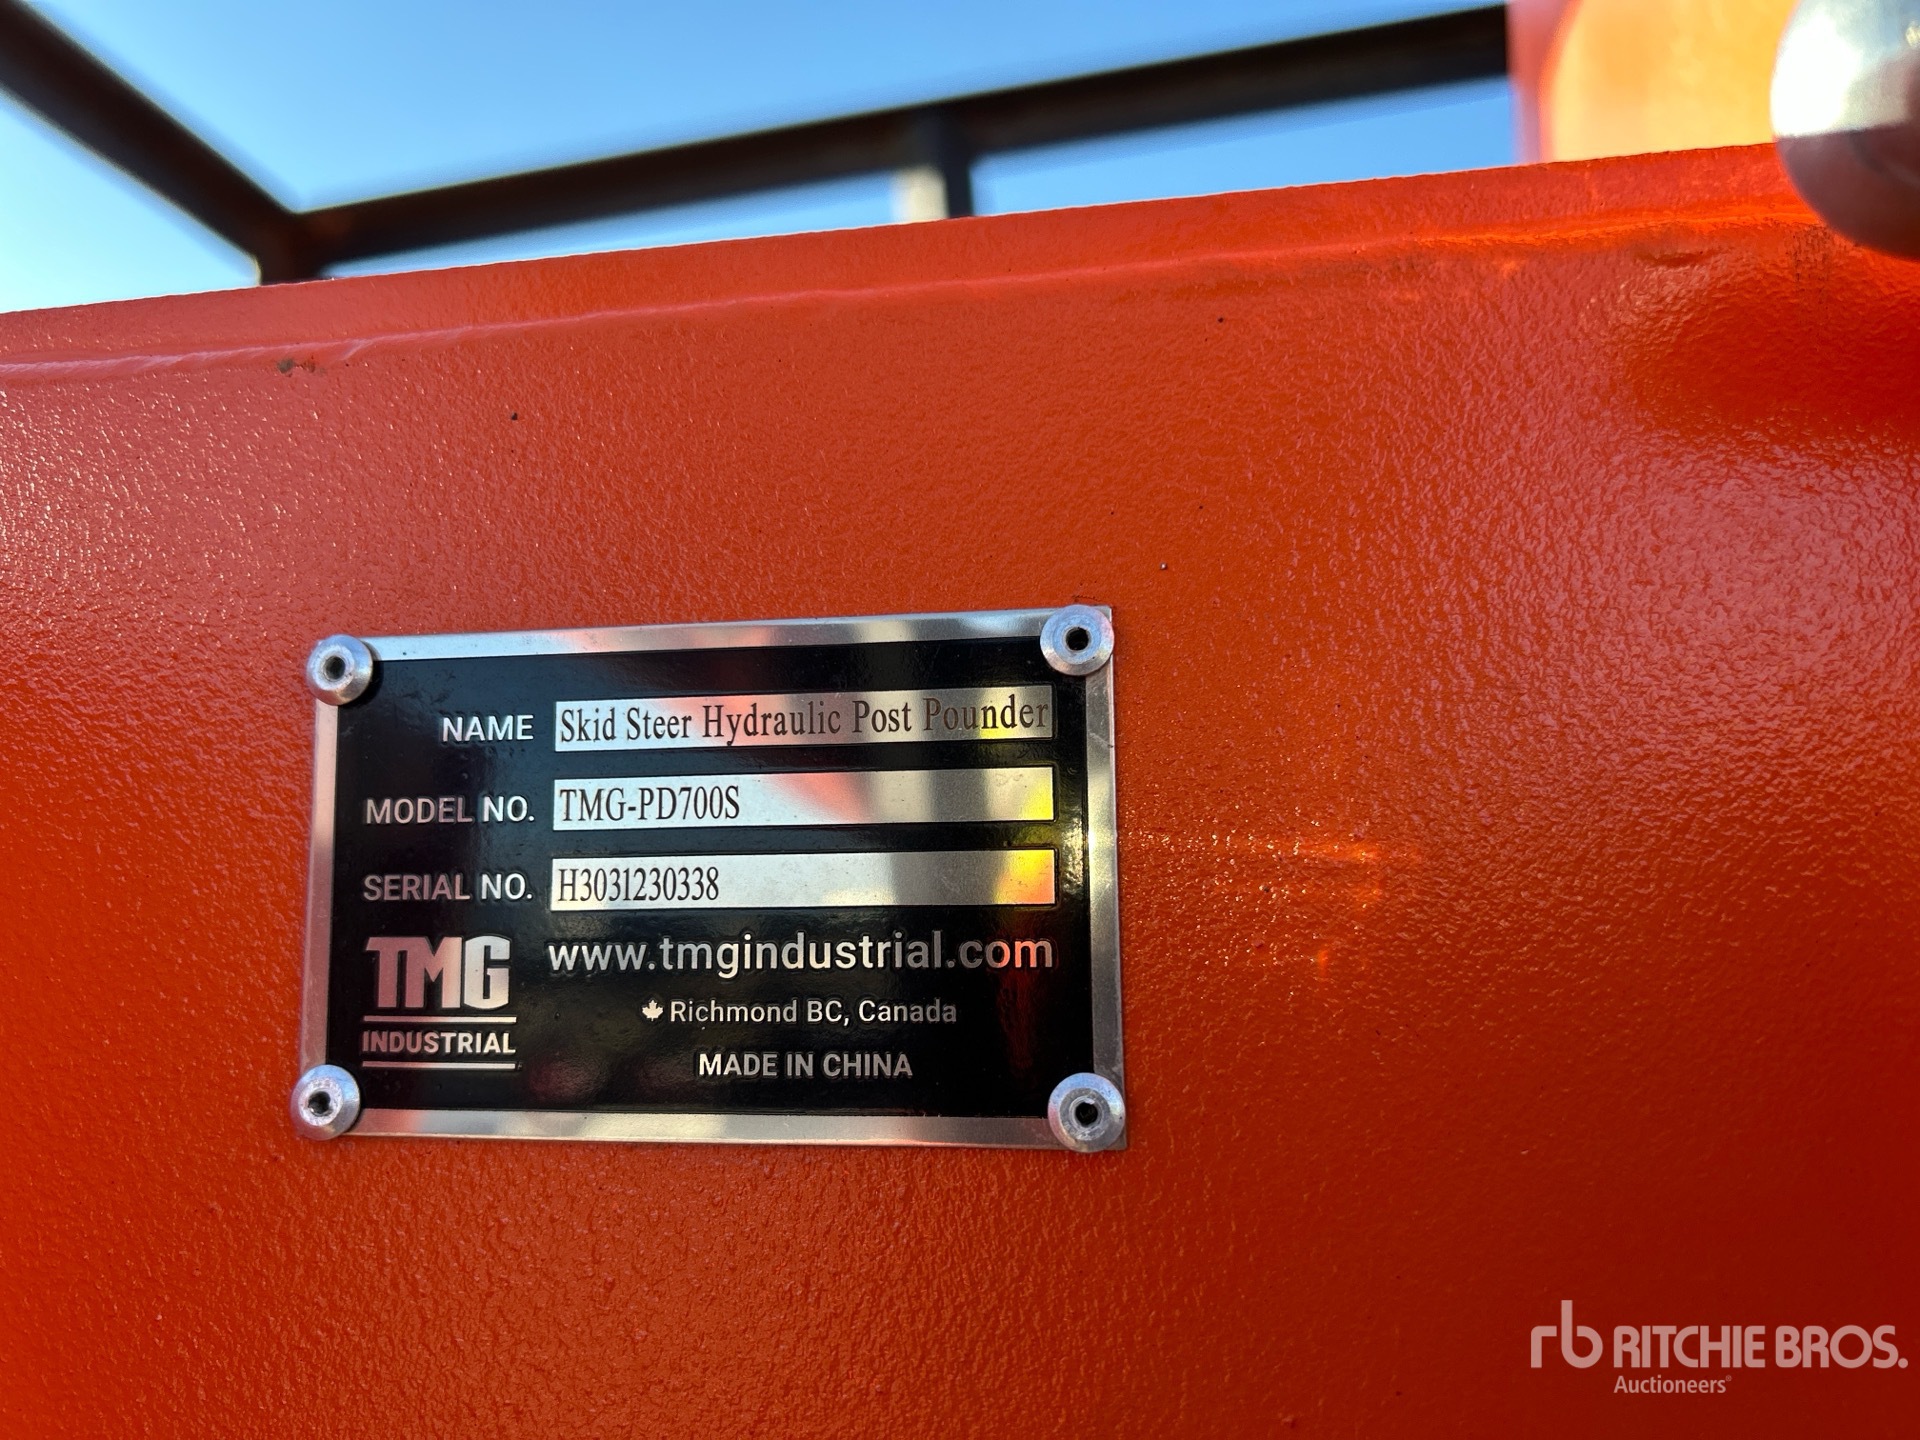 NAME Skid Steer Hydraulic Post Pounder
MODEL NO. TMG-PD700S
SERIAL NO. H3031230338
TMG
INDUSTRIAL
www.tmgindustrial.com
Richmond BC, Canada
MADE IN CHINA
rb RITCHIE BROS.
Auctioneers®